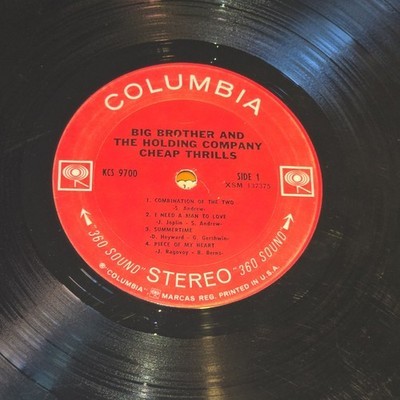 COLUMBIA
BIG BROTHER AND
THE HOLDING COMPANY
CHEAP THRILLS
KCS 9700
SIDE 1
XSM 137275
1. COMBINATION OF THE TWO
-S. Andrew-
2. I NEED A MAN TO LOVE
-J. Joplin - S. Andrew-
3. SUMMERTIME
-D. Heyward - G. Gershwin-
4. PIECE OF MY HEART
-J. Ragovoy - B. Berns-
"360 SOUND" STEREO "360 SOUND"
® "COLUMBIA" MARCAS REG. PRINTED IN U.S.A.